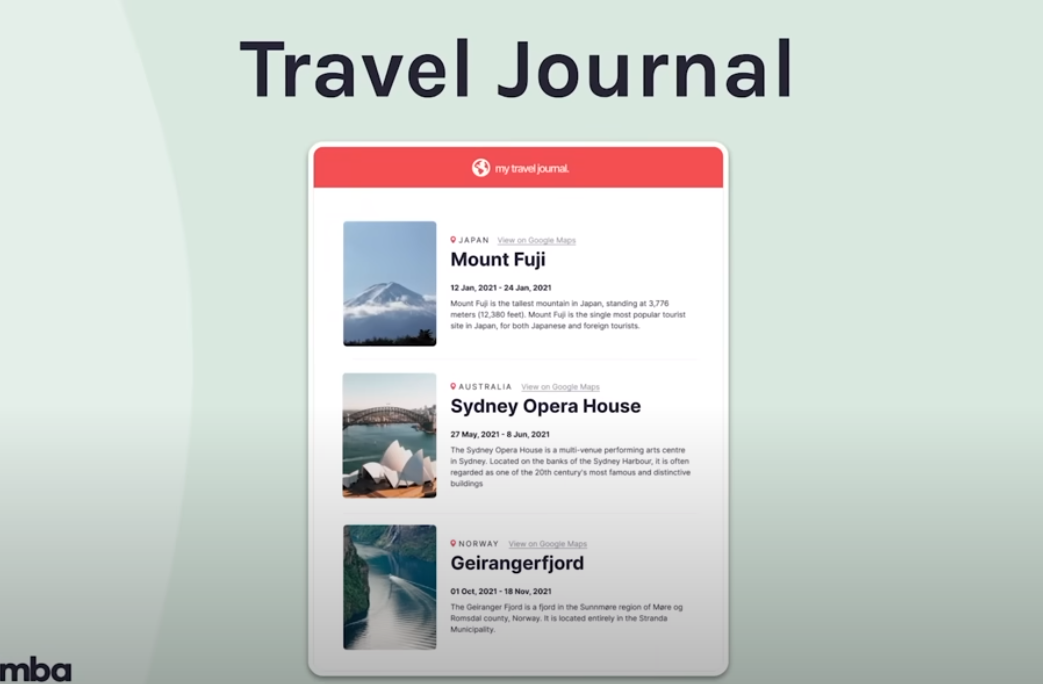 Travel Journal
my travel journal.
JAPAN View on Google Maps
Mount Fuji
12 Jan, 2021 - 24 Jan, 2021
Mount Fuji is the tallest mountain in Japan, standing at 3,776
meters (12,380 feet). Mount Fuji is the single most popular tourist
site in Japan, for both Japanese and foreign tourists.
AUSTRALIA View on Google Maps
Sydney Opera House
27 May, 2021 - 8 Jun, 2021
The Sydney Opera House is a multi-venue performing arts centre
in Sydney. Located on the banks of the Sydney Harbour, it is often
regarded as one of the 20th century's most famous and distinctive
buildings
NORWAY View on Google Maps
Geirangerfjord
01 Oct, 2021 - 18 Nov, 2021
The Geiranger Fjord is a fjord in the Sunnmøre region of Møre og
Romsdal county, Norway. It is located entirely in the Stranda
Municipality.
mba